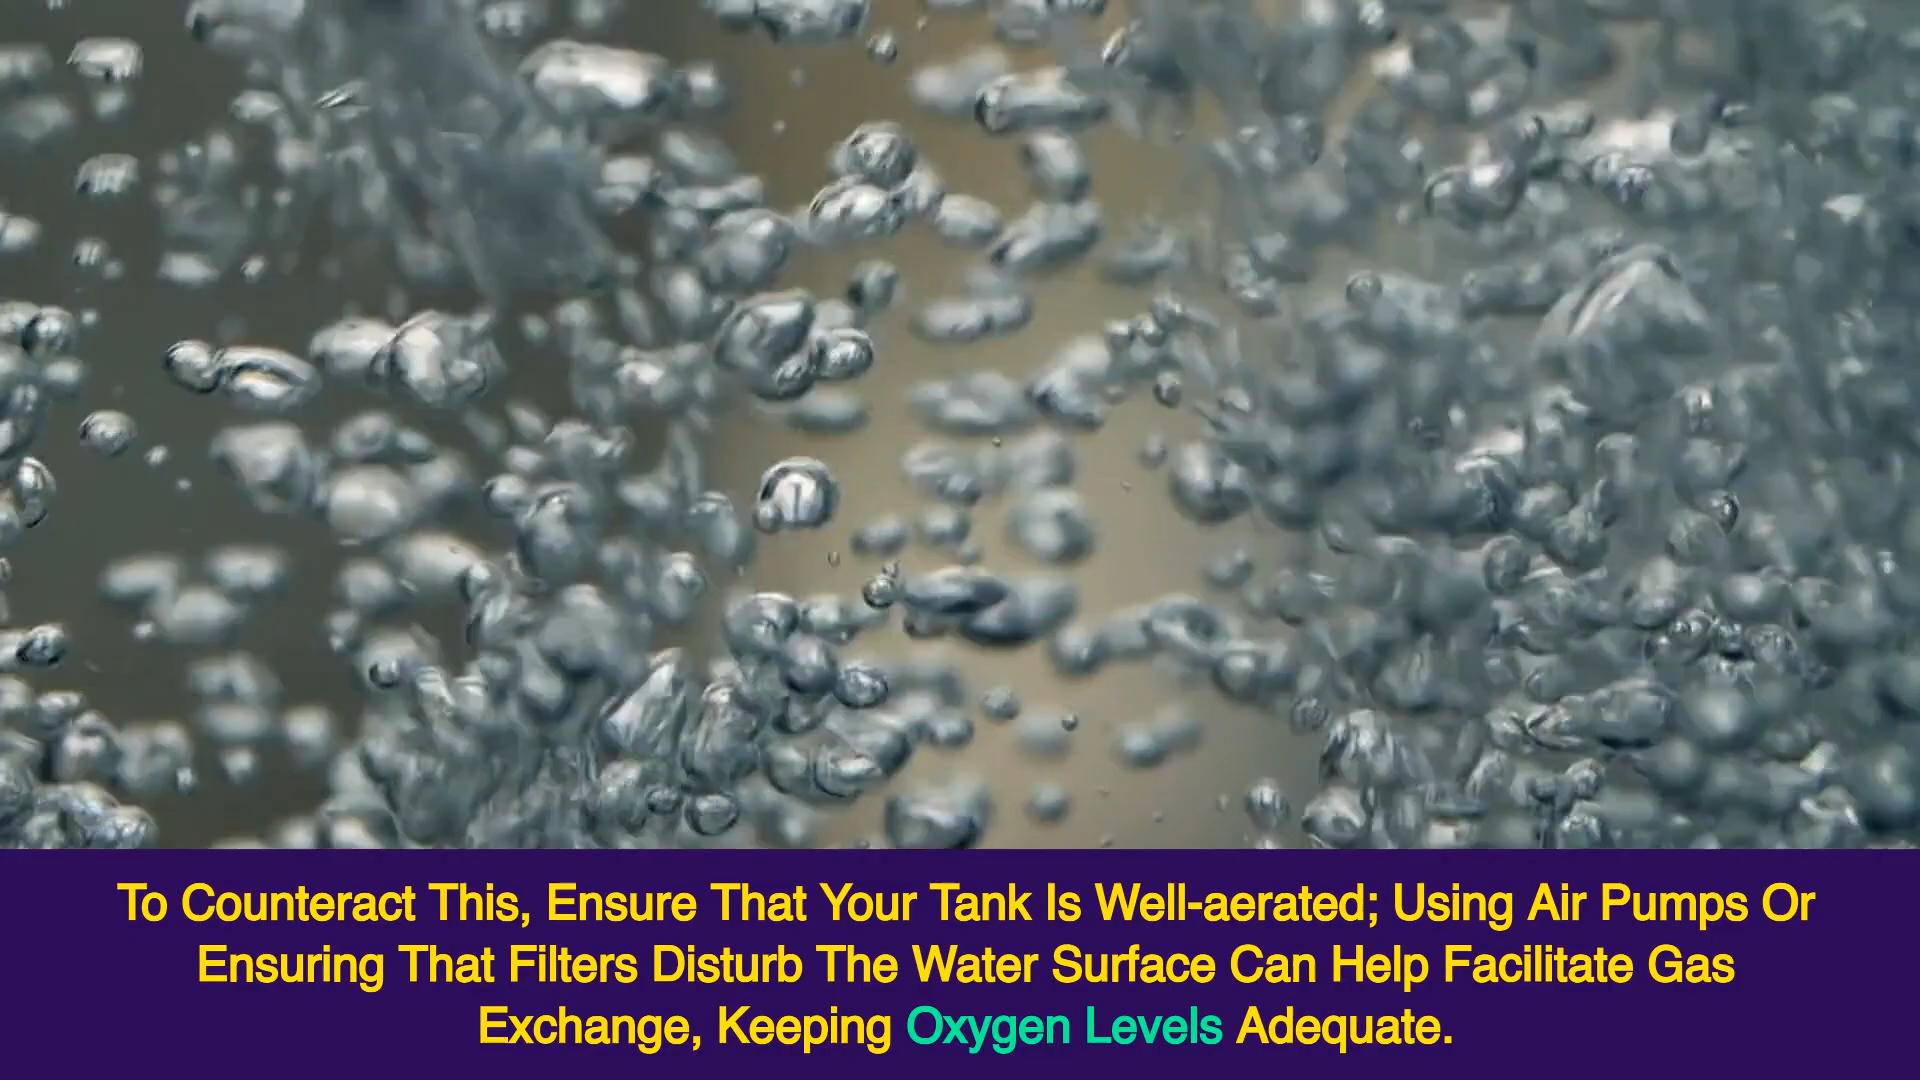 To Counteract This, Ensure That Your Tank Is Well-aerated; Using Air Pumps Or
Ensuring That Filters Disturb The Water Surface Can Help Facilitate Gas
Exchange, Keeping Oxygen Levels Adequate.